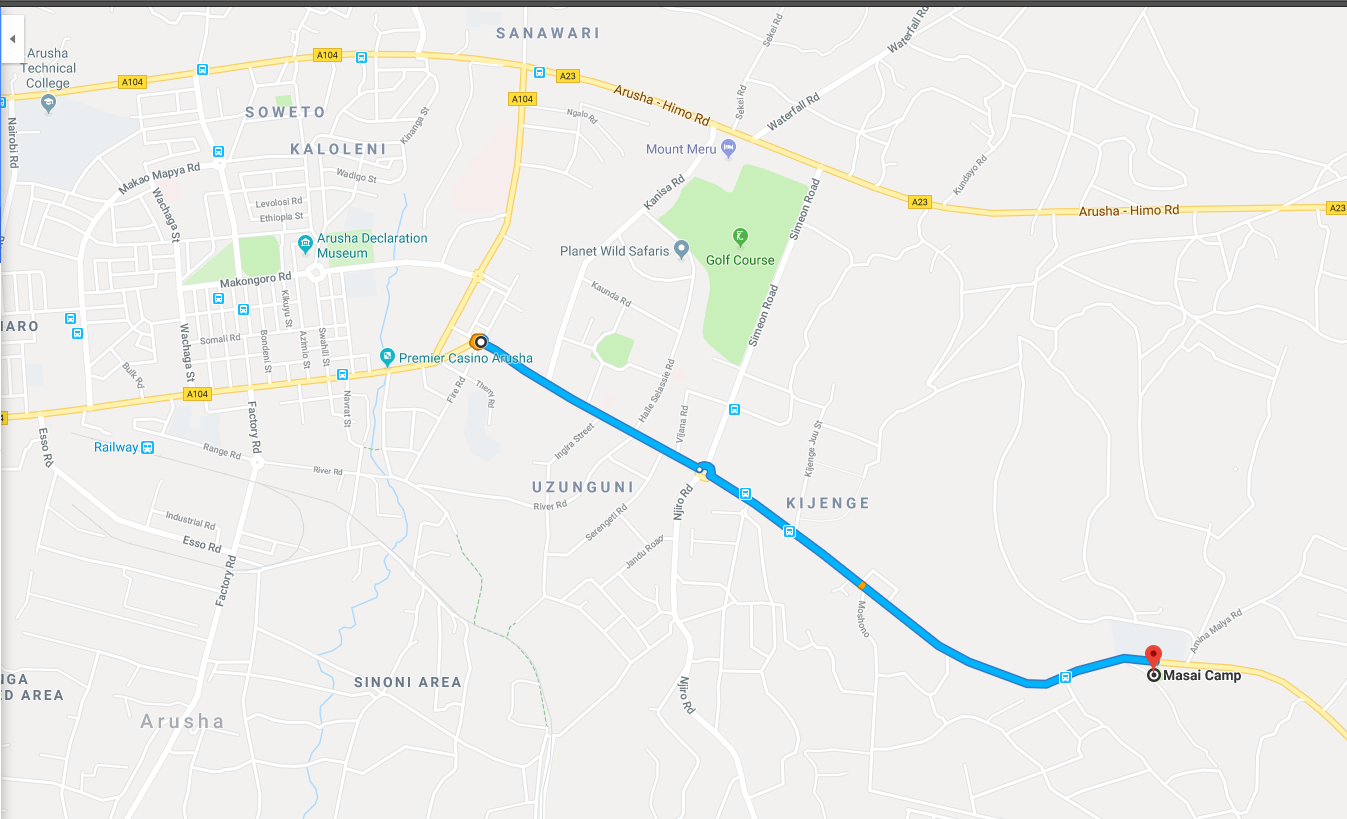 SANAWARI
Waterfall Rd
Sekei Rd
Arusha
Technical
College
A104
A104
A23
A104
Arusha - Himo Rd
Sekei Rd
Waterfall Rd
SOWETO
Kinanga St
Ngalo Rd
Nairobi Rd
KALOLENI
Mount Meru
Makao Mapya Rd
Wadigo St
Kanisa Rd
Kundayo Rd
Wachaga St
Levolosi Rd
Ethiopia St
Simeon Road
A23
Arusha - Himo Rd
A23
Arusha Declaration
Museum
Planet Wild Safaris
Golf Course
Makongoro Rd
Kikuyu St
Kaunda Rd
Simeon Road
ARO
Wachaga St
Somali Rd
Bondeni St
Azimio St
Swahili St
Premier Casino Arusha
Bulk Rd
A104
Navrat St
Fire Rd
Haile Selassie Rd
Vijana Rd
4
Esso Rd
Factory Rd
Ingira Street
Kijenge Juu St
Railway
Range Rd
River Rd
UZUNGUNI
River Rd
Njiro Rd
KIJENGE
Serengeti Rd
Industrial Rd
Esso Rd
Jandu Road
Factory Rd
Moshono
Amina Malya Rd
NGA
ED AREA
SINONI AREA
Masai Camp
Njiro Rd
Arusha